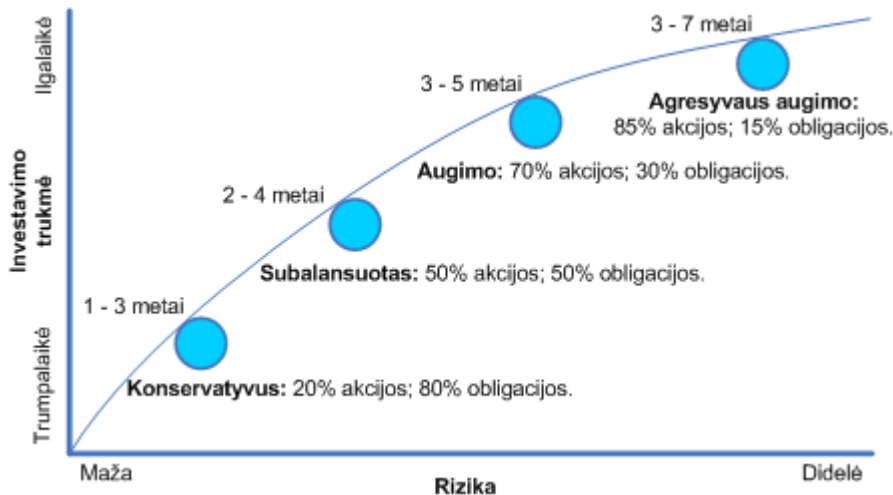 3 - 7 metai
Ilgalaikė
3 - 5 metai
Agresyvaus augimo:
85% akcijos; 15% obligacijos.
Augimo: 70% akcijos; 30% obligacijos.
2 - 4 metai
Investavimo
trukmė
Subalansuotas: 50% akcijos; 50% obligacijos.
1 - 3 metai
Trumpalaikė
Konservatyvus: 20% akcijos; 80% obligacijos.
Maža
Rizika
Didelė